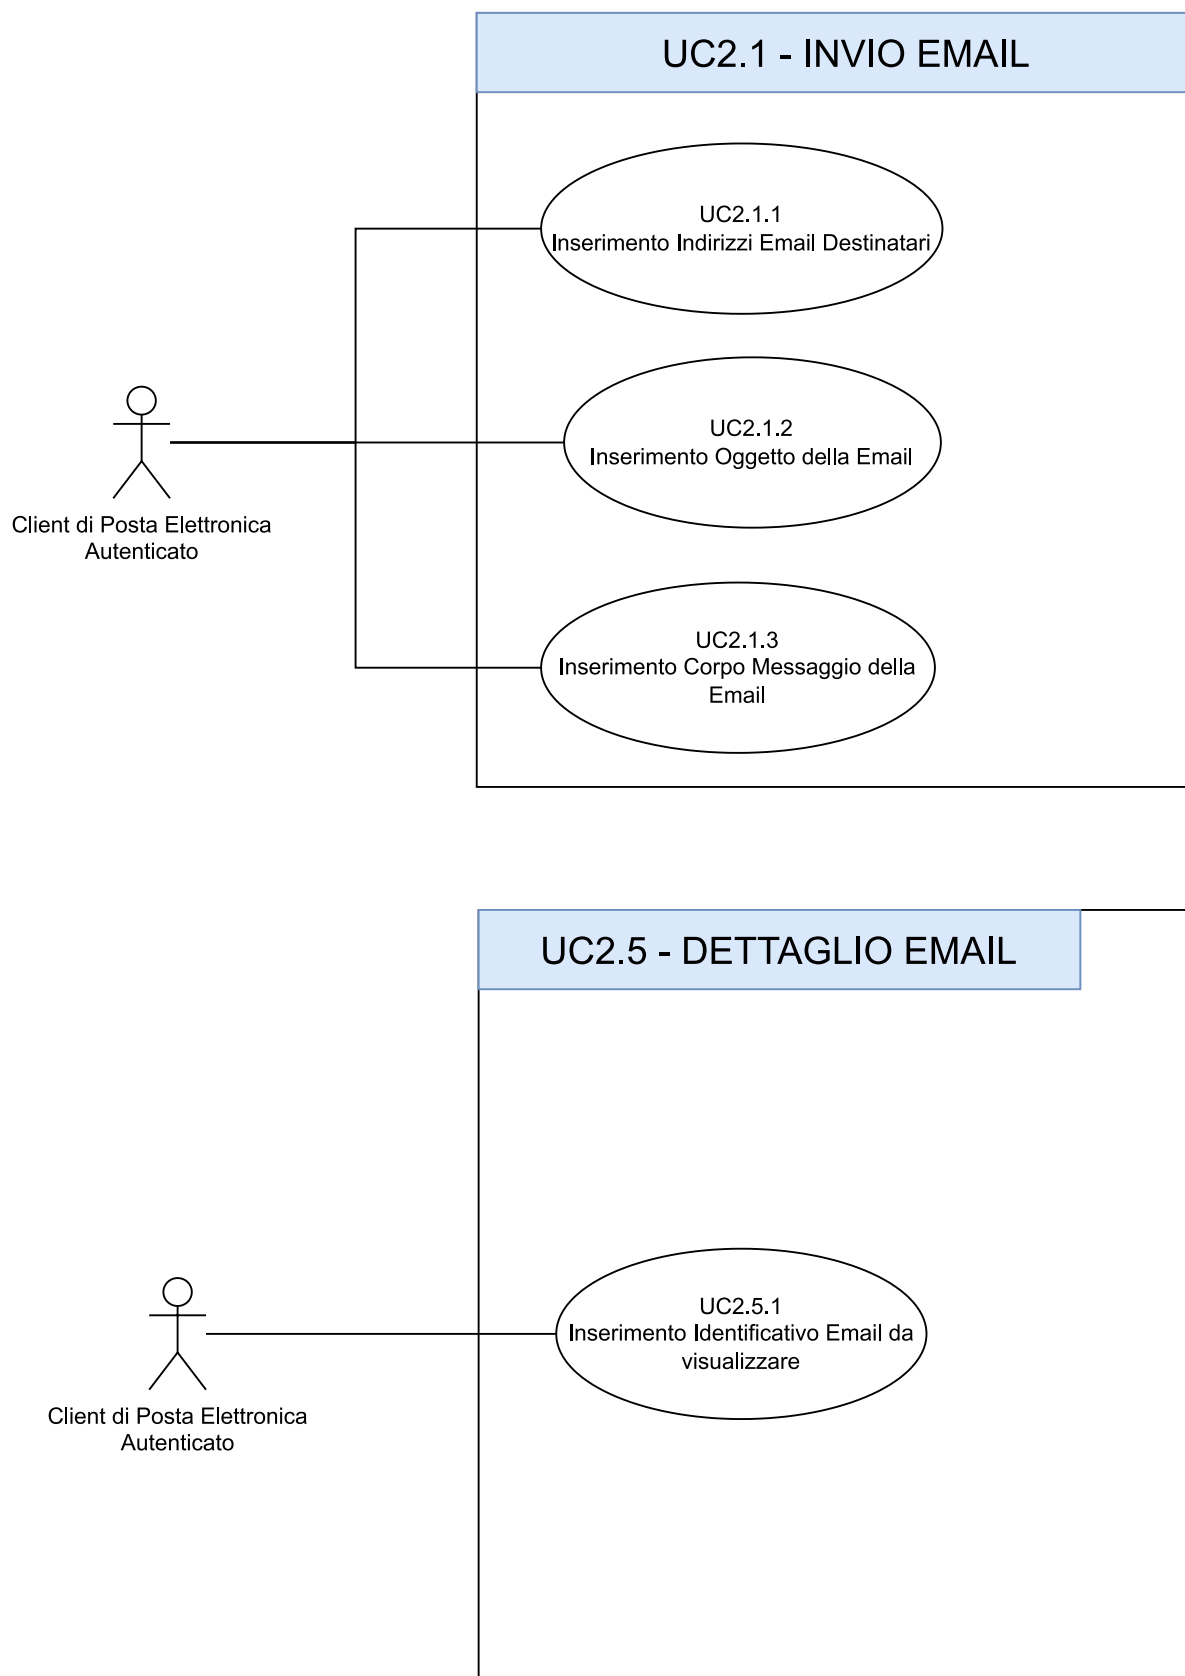 UC2.1 - INVIO EMAIL
UC2.1.1
Inserimento Indirizzi Email Destinatari
UC2.1.2
Inserimento Oggetto della Email
Client di Posta Elettronica
Autenticato
UC2.1.3
Inserimento Corpo Messaggio della
Email
UC2.5 - DETTAGLIO EMAIL
UC2.5.1
Inserimento Identificativo Email da
visualizzare
Client di Posta Elettronica
Autenticato